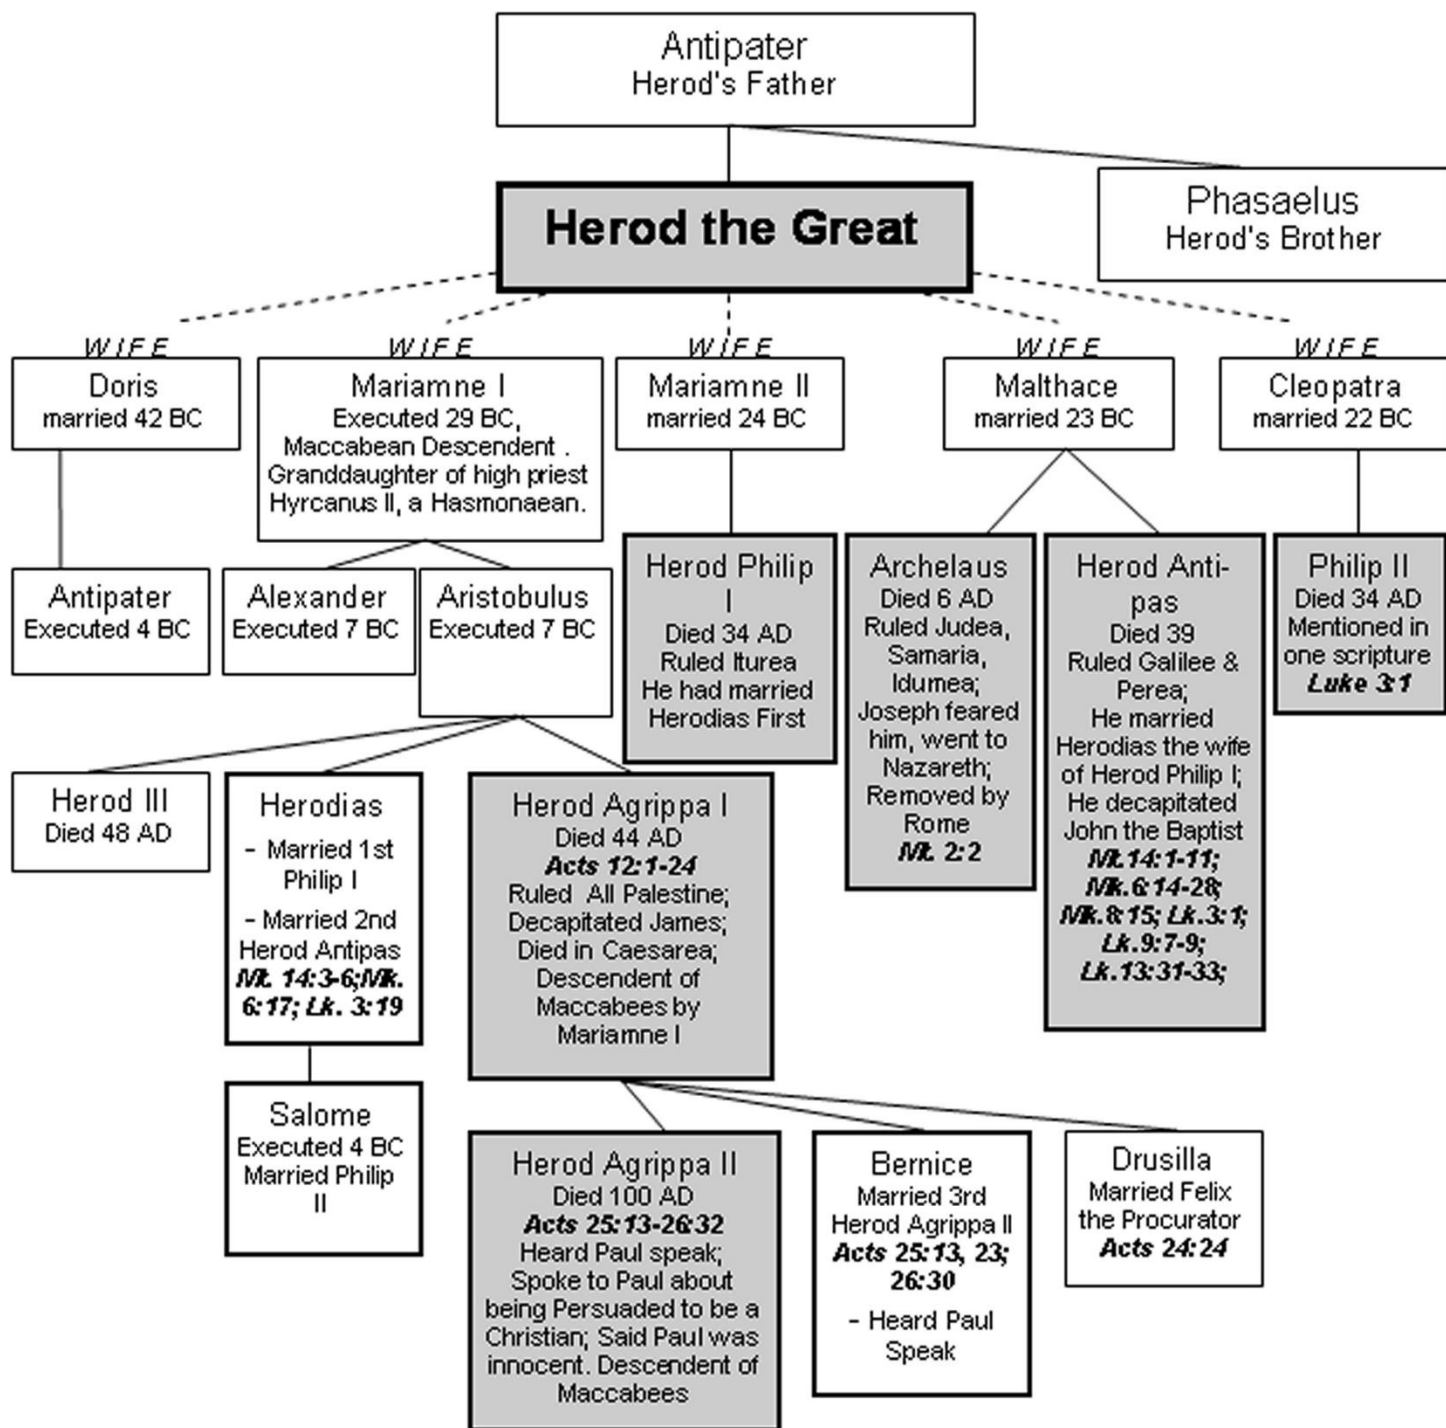 Antipater
Herod's Father
Herod the Great
Phasaelus
Herod's Brother
WIFE
Doris
married 42 BC
WIFE
Mariamne I
Executed 29 BC,
Maccabean Descendent .
Granddaughter of high priest
Hyrcanus II, a Hasmonaean.
WIFE
Mariamne II
married 24 BC
WIFE
Malthace
married 23 BC
WIFE
Cleopatra
married 22 BC
Antipater
Executed 4 BC
Alexander
Executed 7 BC
Aristobulus
Executed 7 BC
Herod Philip
I
Died 34 AD
Ruled Iturea
He had married
Herodias First
Archelaus
Died 6 AD
Ruled Judea,
Samaria,
Idumea;
Joseph feared
him, went to
Nazareth;
Removed by
Rome
Mt. 2:2
Herod Anti-
pas
Died 39
Ruled Galilee &
Perea;
He married
Herodias the wife
of Herod Philip I;
He decapitated
John the Baptist
Mt.14:1-11;
Mk.6:14-28;
Mk.8:15; Lk.3:1;
Lk.9:7-9;
Lk.13:31-33;
Philip II
Died 34 AD
Mentioned in
one scripture
Luke 3:1
Herod III
Died 48 AD
Herodias
- Married 1st
Philip I
- Married 2nd
Herod Antipas
Mt. 14:3-6;Mk.
6:17; Lk. 3:19
Herod Agrippa I
Died 44 AD
Acts 12:1-24
Ruled All Palestine;
Decapitated James;
Died in Caesarea;
Descendent of
Maccabees by
Mariamne I
Salome
Executed 4 BC
Married Philip
II
Herod Agrippa II
Died 100 AD
Acts 25:13-26:32
Heard Paul speak;
Spoke to Paul about
being Persuaded to be a
Christian; Said Paul was
innocent. Descendent of
Maccabees
Bernice
Married 3rd
Herod Agrippa II
Acts 25:13, 23;
26:30
- Heard Paul
Speak
Drusilla
Married Felix
the Procurator
Acts 24:24